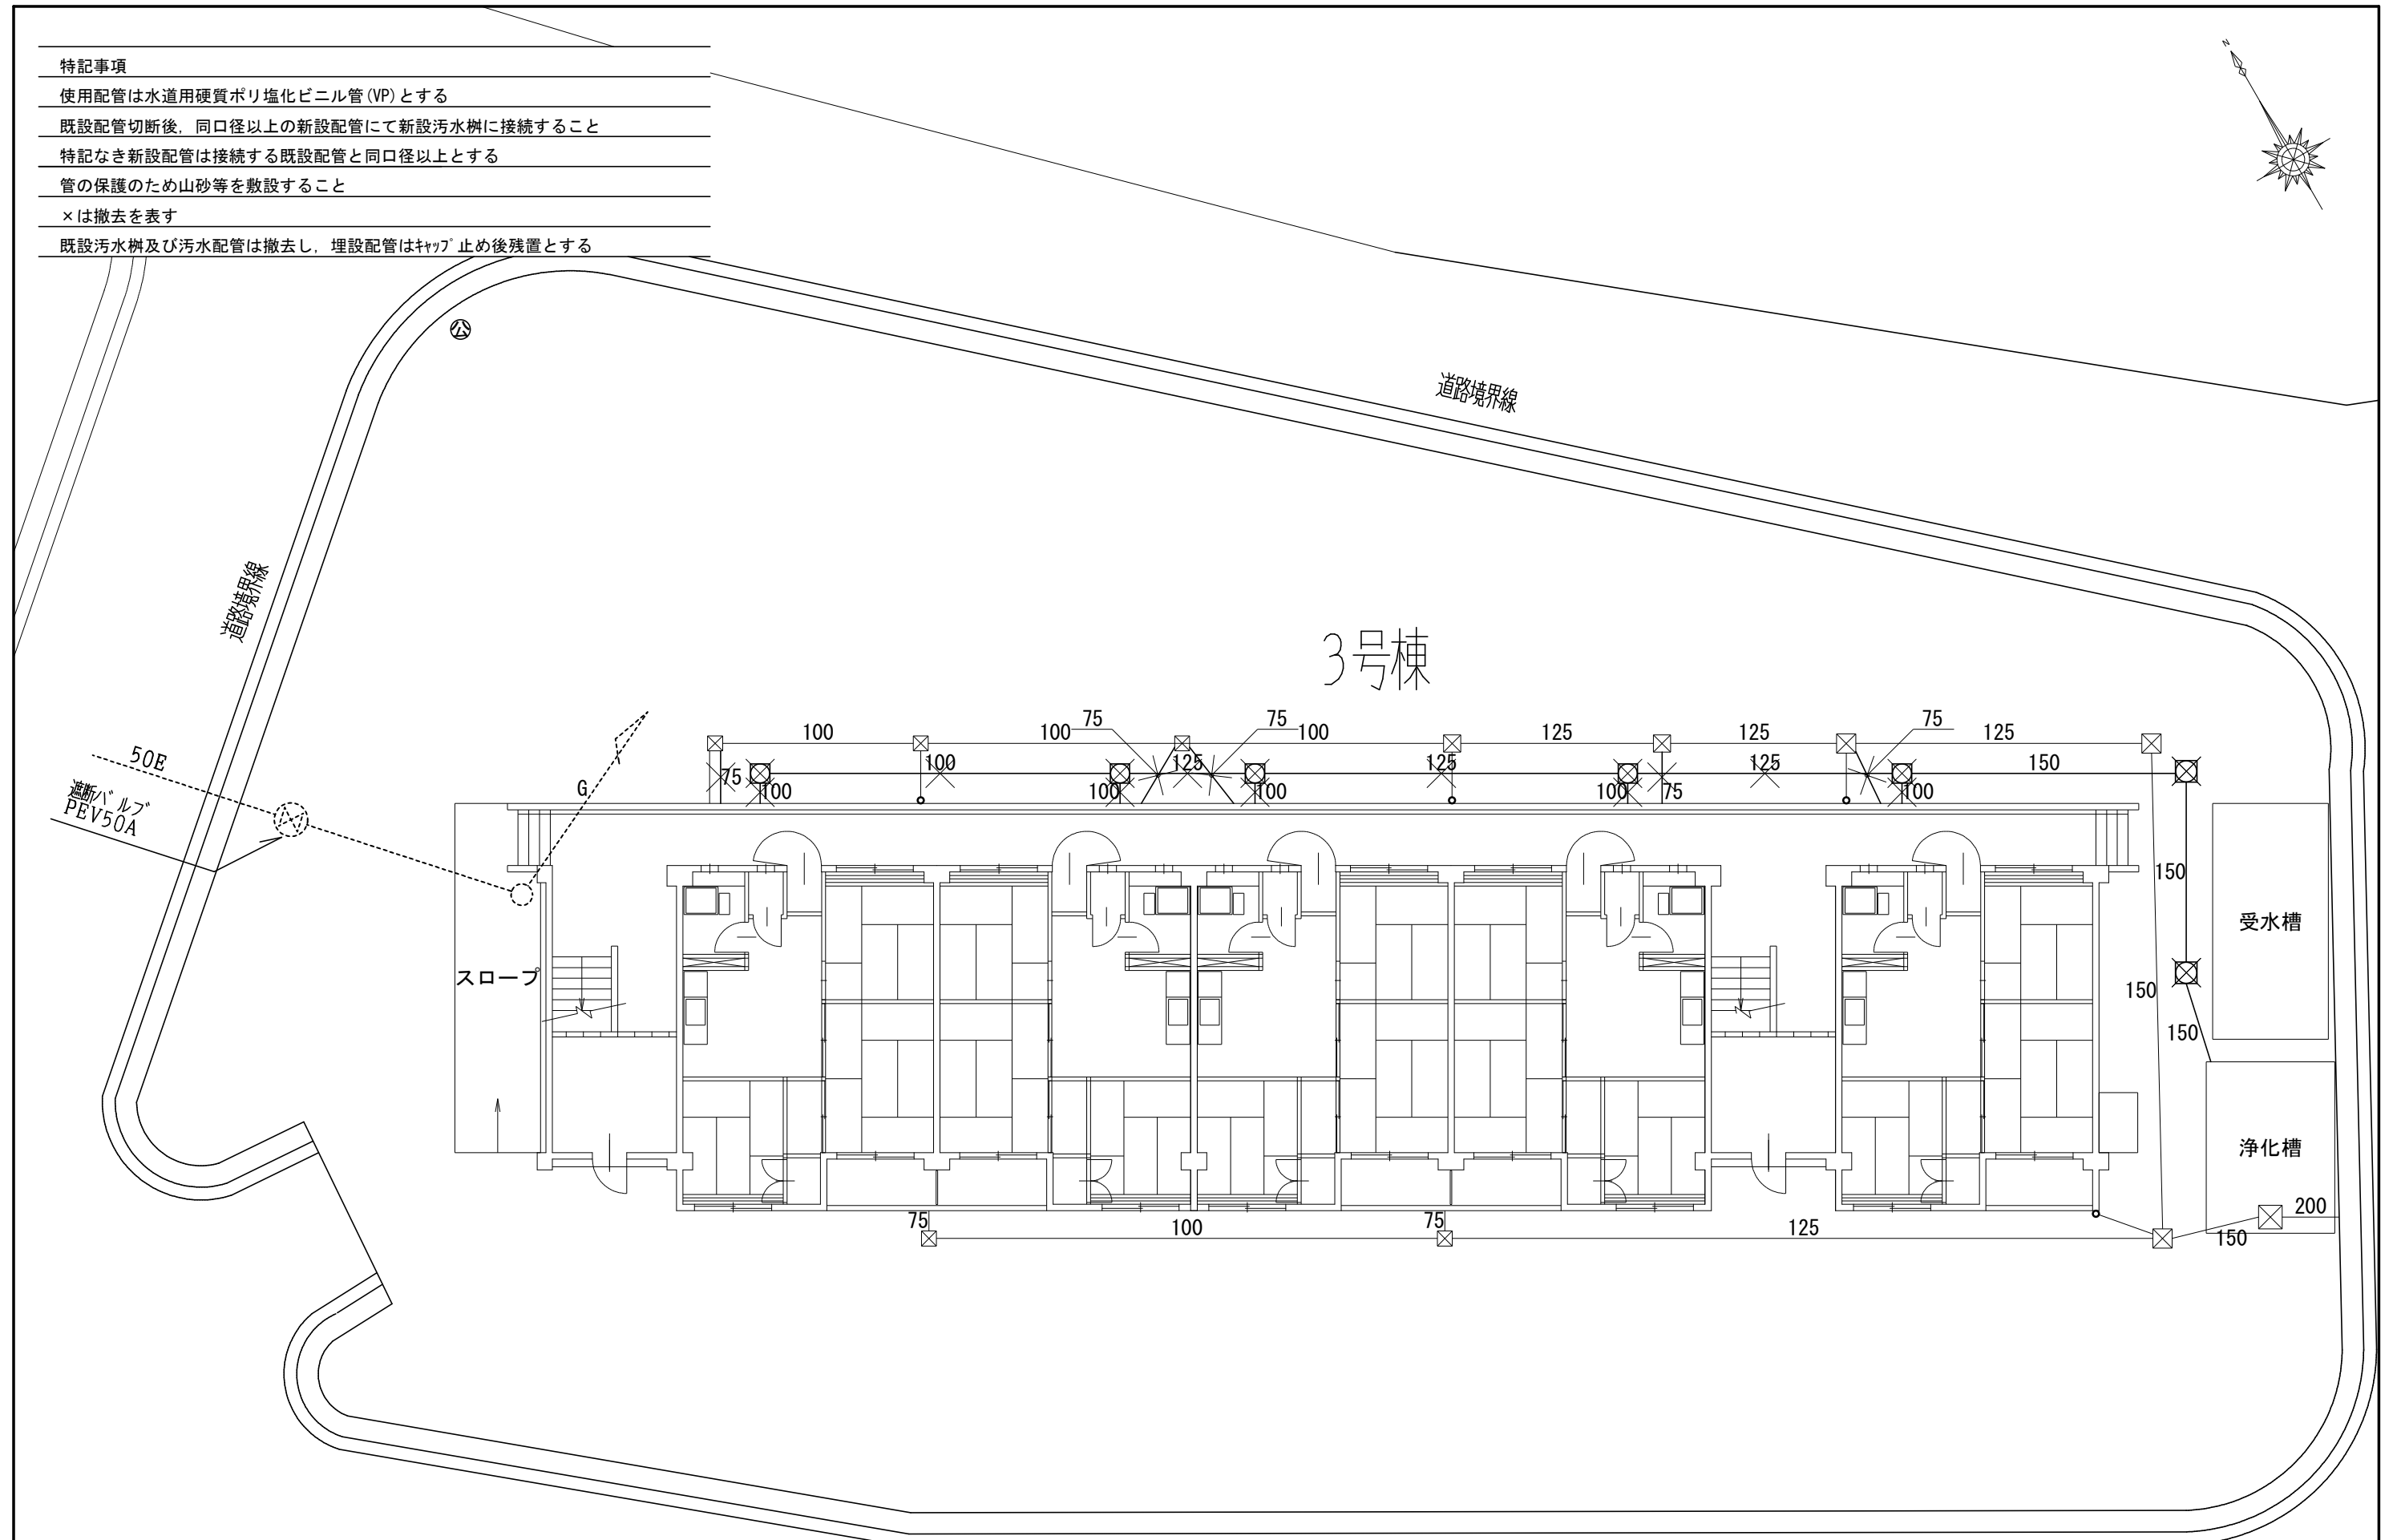 特記事項
使用配管は水道用硬質ポリ塩化ビニル管(VP)とする
既設配管切断後，同口径以上の新設配管にて新設汚水桝に接続すること
特記なき新設配管は接続する既設配管と同口径以上とする
管の保護のため山砂等を敷設すること
×は撤去を表す
既設汚水桝及び汚水配管は撤去し，埋設配管はｷｬｯﾌﾟ止め後残置とする
N
公
道路境界線
道路境界線
3号棟
75
75
75
100
100
100
125
125
125
50E
遮断バルブ
PEV50A
G
75
100
125
125
125
150
100
100
100
100
75
100
150
受水槽
スロープ
150
150
浄化槽
75
100
75
125
150
200